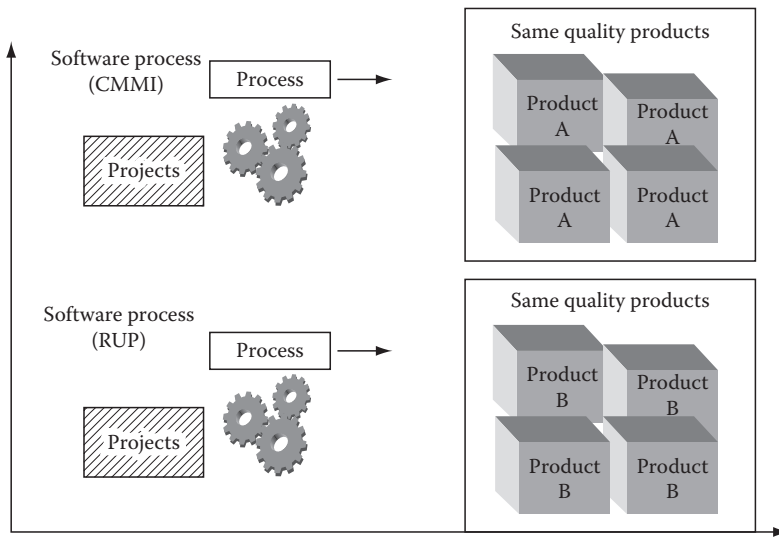 Software process
(CMMI)
Process
Projects
Same quality products
Product
A
Product
A
Product
A
Product
A
Software process
(RUP)
Process
Projects
Same quality products
Product
B
Product
B
Product
B
Product
B